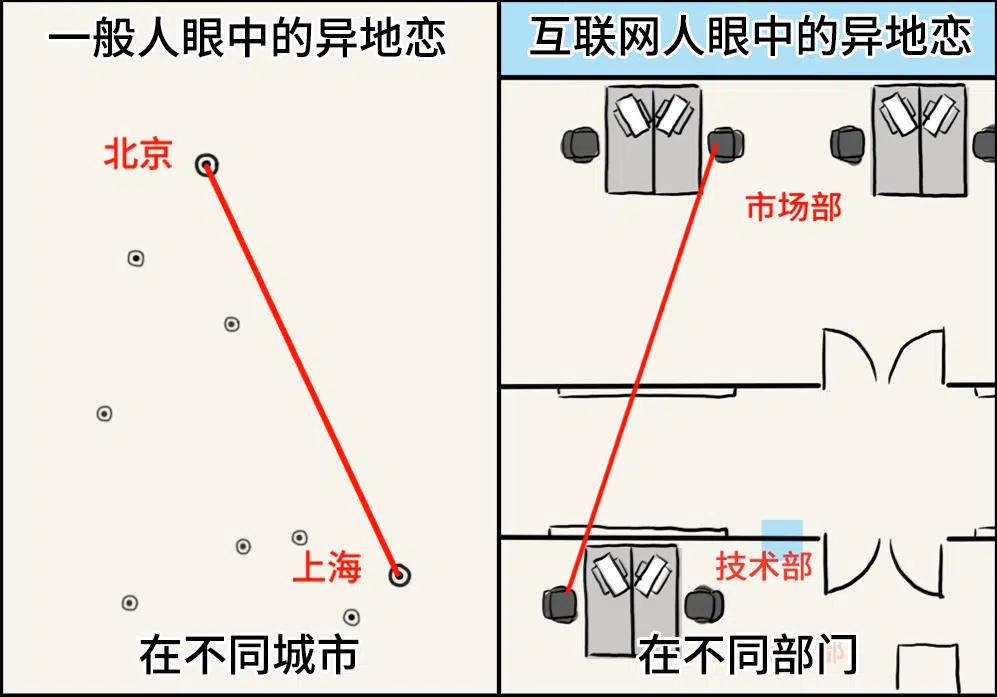 一般人眼中的异地恋
北京
上海
在不同城市
互联网人眼中的异地恋
市场部
技术部
在不同部门